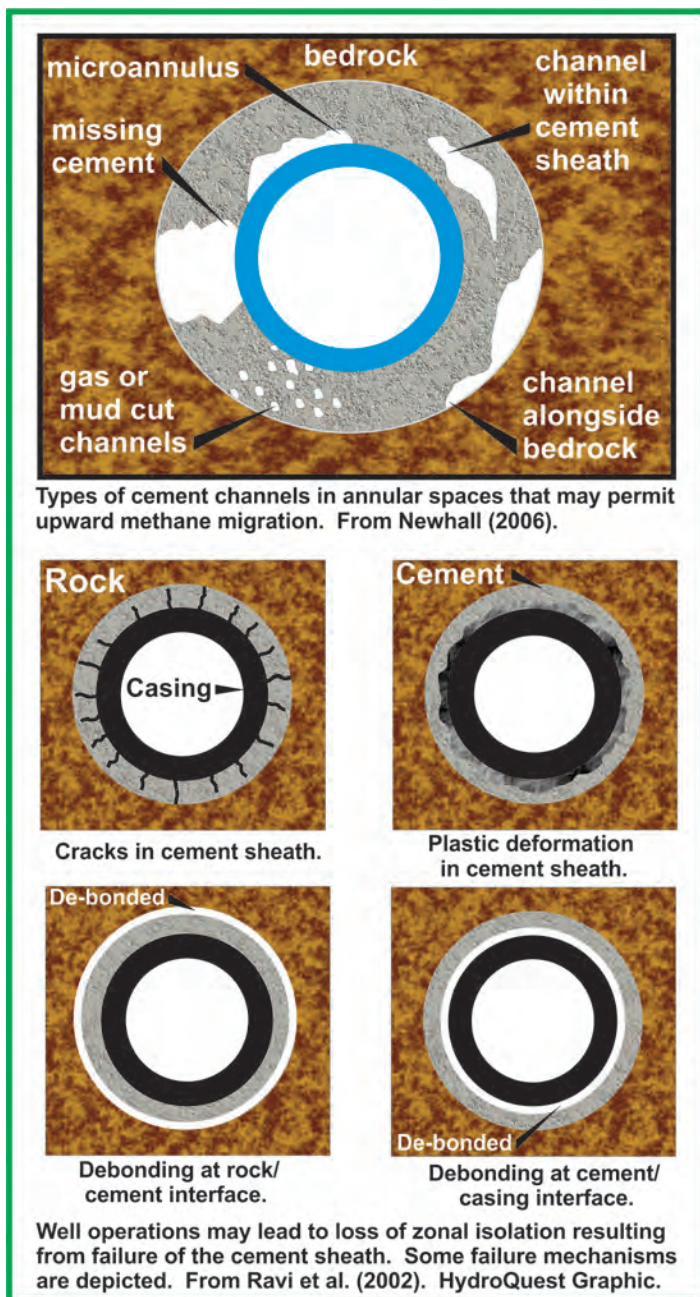 microannulus
bedrock
channel
within
cement
sheath
missing
cement
gas or
mud cut
channels
channel
alongside
bedrock
Types of cement channels in annular spaces that may permit
upward methane migration. From Newhall (2006).
Rock
Casing
Cement
Cracks in cement sheath.
Plastic deformation
in cement sheath.
De-bonded
Debonding at rock/
cement interface.
De-bonded
Debonding at cement/
casing interface.
Well operations may lead to loss of zonal isolation resulting
from failure of the cement sheath. Some failure mechanisms
are depicted. From Ravi et al. (2002). HydroQuest Graphic.